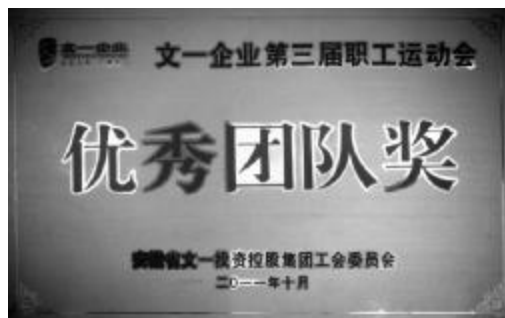 文一企业第三届职工运动会
优秀团队奖
安徽省文一投资控股集团工会委员会
二〇一一年十月